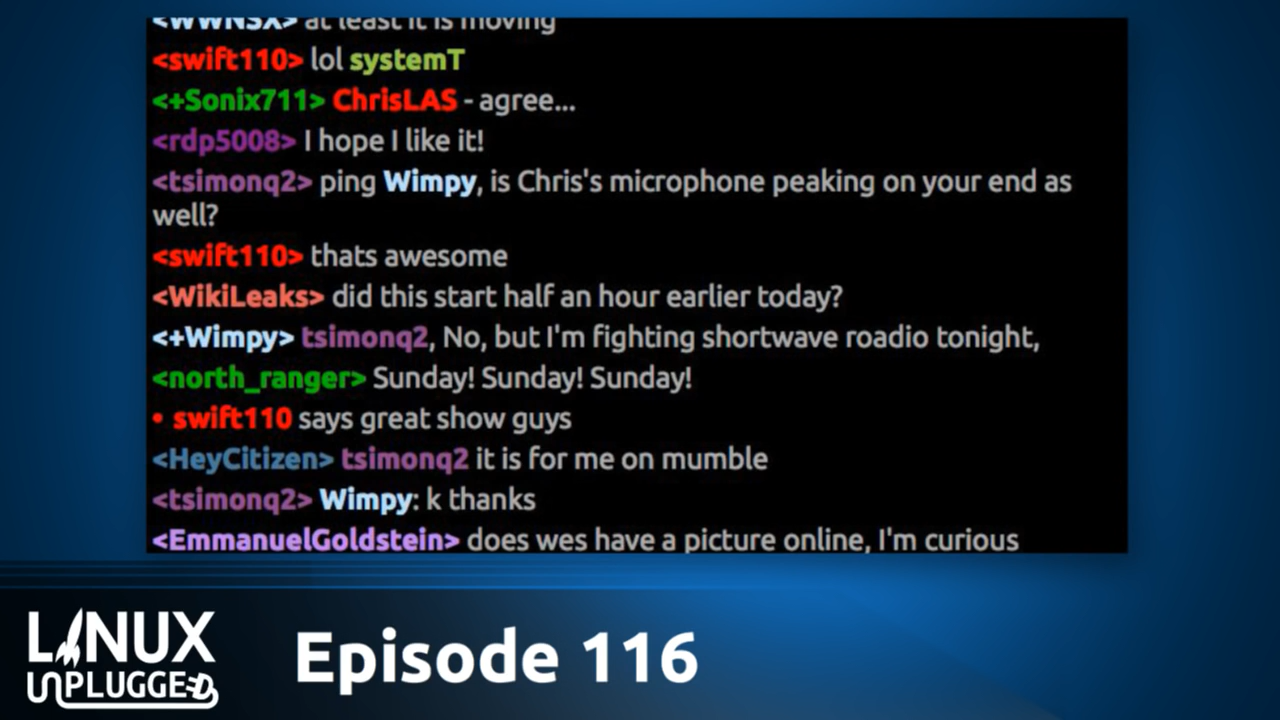 <WWNSX> at least it is moving
<swift110> lol systemT
<+Sonix711> ChrisLAS - agree...
<rdp5008> I hope I like it!
<tsimonq2> ping Wimpy, is Chris's microphone peaking on your end as
well?
<swift110> thats awesome
<WikiLeaks> did this start half an hour earlier today?
<+Wimpy> tsimonq2, No, but I'm fighting shortwave roadio tonight,
<north_ranger> Sunday! Sunday! Sunday!
• swift110 says great show guys
<HeyCitizen> tsimonq2 it is for me on mumble
<tsimonq2> Wimpy: k thanks
<EmmanuelGoldstein> does wes have a picture online, I'm curious
LINUX
UNPLUGGED
Episode 116